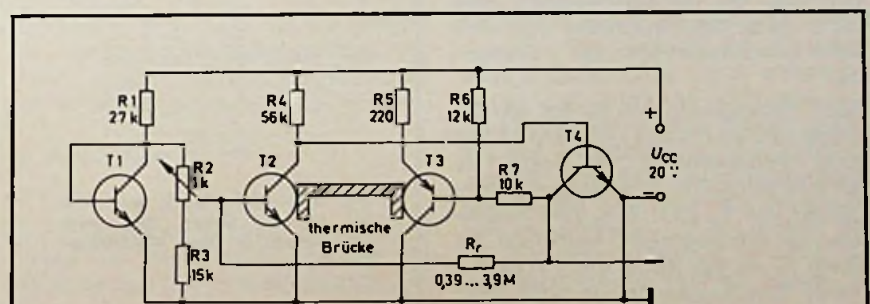 R1
27k
R4
56k
R5
220
R6
12k
T4
+
T1
R2
1k
T2
T3
R7
10k
U_CC
20 V
thermische
Brücke
R3
15k
R_r
0,39...3,9M